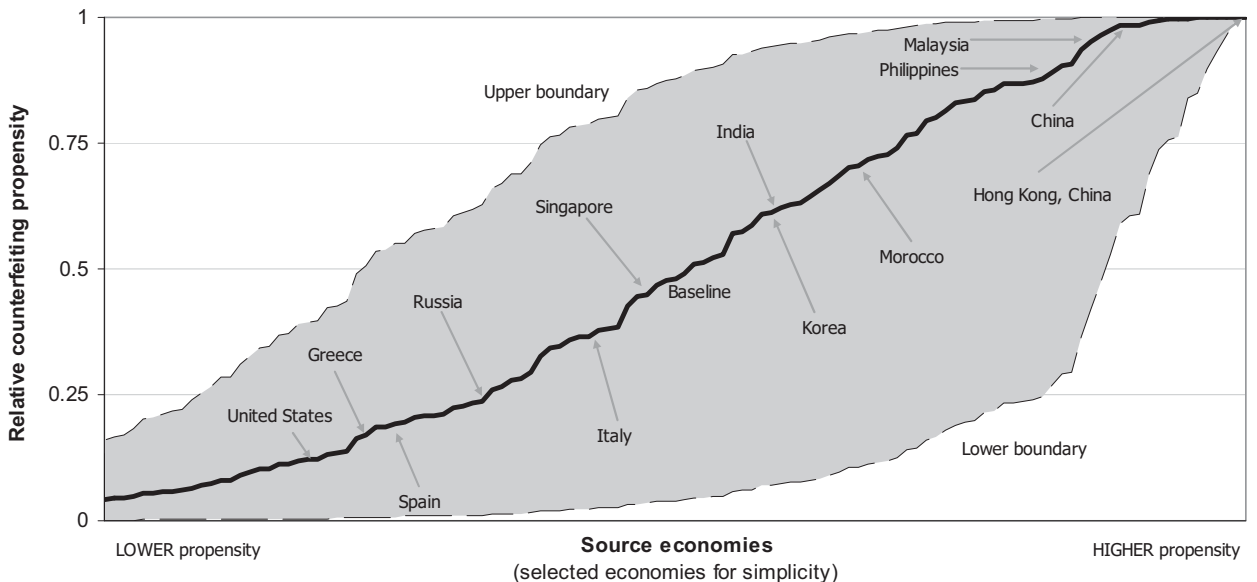 Relative counterfeiting propensity
1
0.75
0.5
0.25
0
Upper boundary
Malaysia
Philippines
China
India
Hong Kong, China
Singapore
Morocco
Baseline
Russia
Korea
Greece
United States
Italy
Lower boundary
Spain
LOWER propensity
Source economies
(selected economies for simplicity)
HIGHER propensity